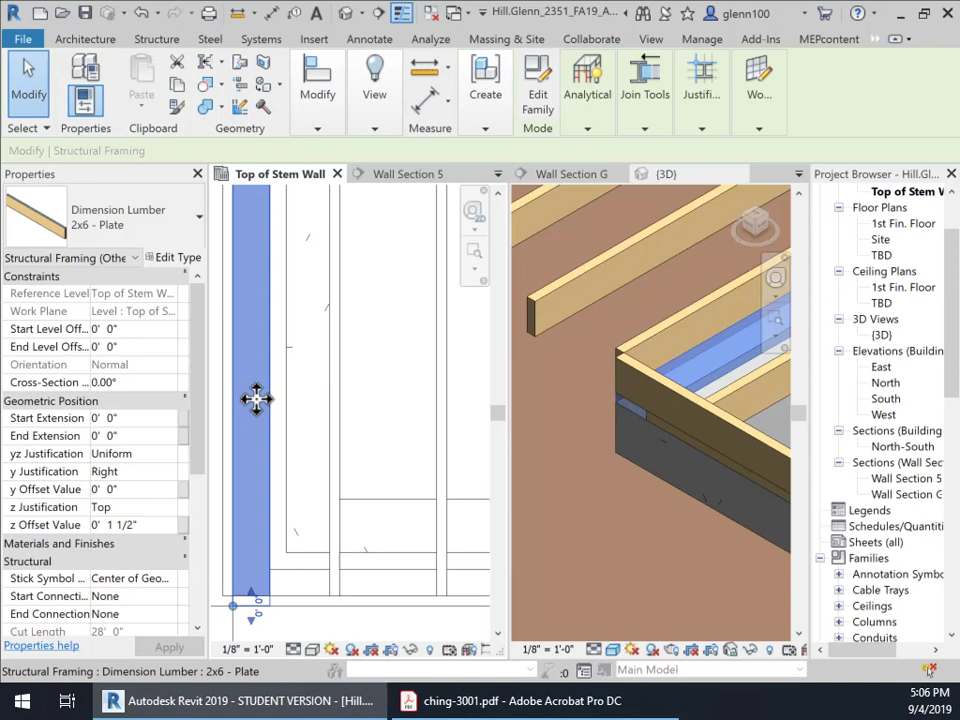 Hill.Glenn_2351_FA19_A...
glenn100
File Architecture Structure Steel Systems Insert Annotate Analyze Massing & Site Collaborate View Manage Add-Ins MEPcontent
Modify Paste Modify View Create Edit Family Analytical Join Tools Justifi... Wo...
Select Properties Clipboard Geometry Measure Mode
Modify | Structural Framing
Properties
Top of Stem Wall
Wall Section 5
Wall Section G
{3D}
Project Browser - Hill.Gl...
Dimension Lumber
2x6 - Plate
Structural Framing (Othe
Edit Type
Constraints
Reference Level Top of Stem W...
Work Plane Level : Top of S...
Start Level Off... 0' 0"
End Level Offs... 0' 0"
Orientation Normal
Cross-Section ... 0.00°
Geometric Position
Start Extension 0' 0"
End Extension 0' 0"
yz Justification Uniform
y Justification Right
y Offset Value 0' 0"
z Justification Top
z Offset Value 0' 1 1/2"
Materials and Finishes
Structural
Stick Symbol ... Center of Geo...
Start Connecti... None
End Connection None
Cut Length 28' 0"
Properties help
Apply
Top of Stem W
Floor Plans
1st Fin. Floor
Site
TBD
Ceiling Plans
1st Fin. Floor
TBD
3D Views
{3D}
Elevations (Building
East
North
South
West
Sections (Building
North-South
Sections (Wall Sec
Wall Section 5
Wall Section G
Legends
Schedules/Quantiti
Sheets (all)
Families
Annotation Symbo
Cable Trays
Ceilings
Columns
Conduits
1/8" = 1'-0"
1/8" = 1'-0"
Structural Framing : Dimension Lumber : 2x6 - Plate
:0
Main Model
Autodesk Revit 2019 - STUDENT VERSION - [Hill....
ching-3001.pdf - Adobe Acrobat Pro DC
5:06 PM
9/4/2019